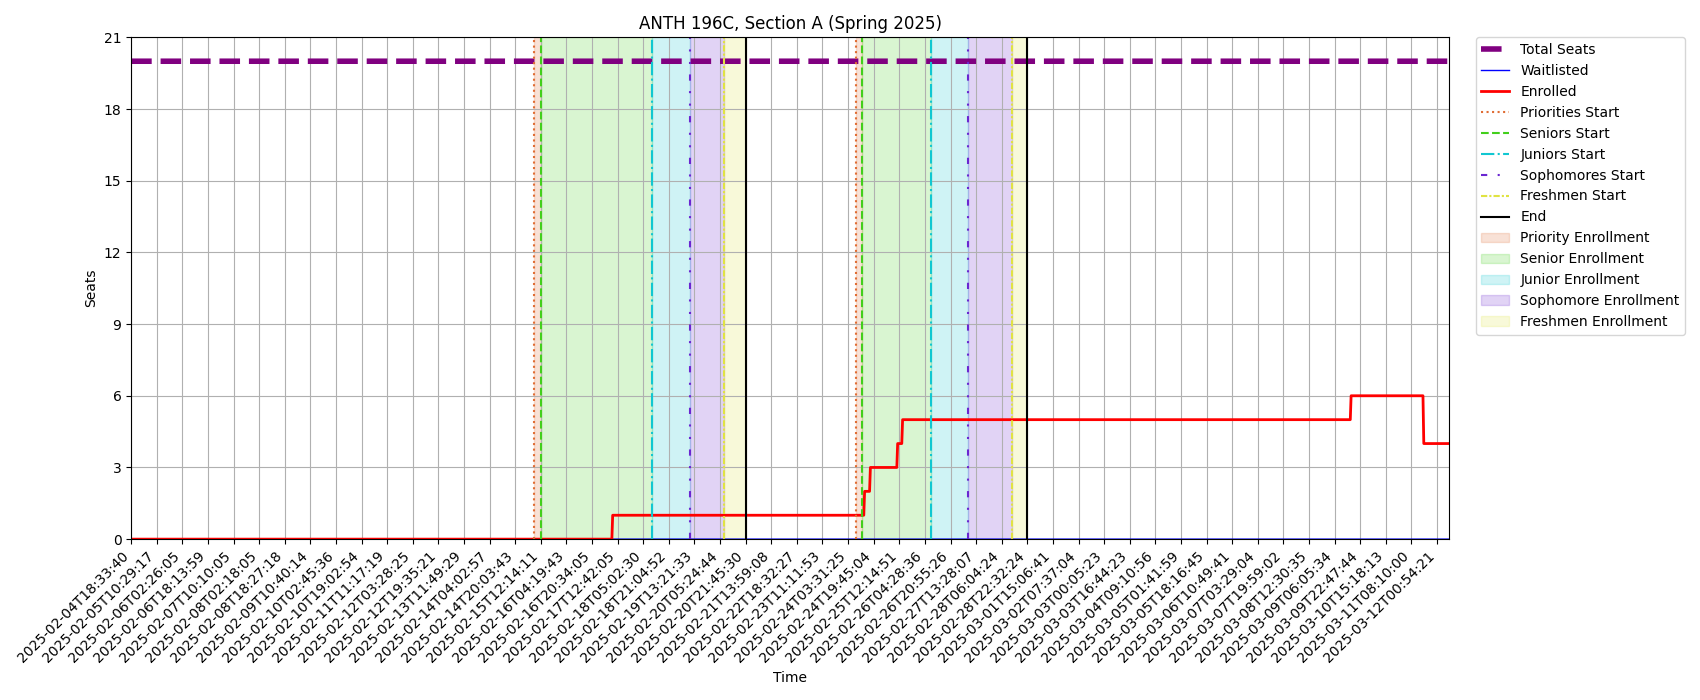 ANTH 196C, Section A (Spring 2025)
21
18
15
12
9
6
3
0
Seats
2025-02-04T18:33:40
2025-02-05T10:29:17
2025-02-06T02:26:05
2025-02-06T18:13:59
2025-02-07T10:10:05
2025-02-08T02:18:05
2025-02-08T18:27:18
2025-02-09T10:40:14
2025-02-10T02:45:36
2025-02-10T19:02:54
2025-02-11T11:17:19
2025-02-12T03:28:25
2025-02-12T19:35:21
2025-02-13T11:49:29
2025-02-14T04:02:57
2025-02-14T20:03:43
2025-02-15T12:14:11
2025-02-16T04:19:43
2025-02-16T20:34:05
2025-02-17T12:42:05
2025-02-18T05:02:30
2025-02-18T21:04:52
2025-02-19T13:21:33
2025-02-20T05:24:44
2025-02-20T21:45:30
2025-02-21T13:59:08
2025-02-22T18:32:27
2025-02-23T11:11:53
2025-02-24T03:31:25
2025-02-24T19:45:04
2025-02-25T12:14:51
2025-02-26T04:28:36
2025-02-26T20:55:26
2025-02-27T13:28:07
2025-02-28T06:04:24
2025-02-28T22:32:24
2025-03-01T15:06:41
2025-03-02T07:37:04
2025-03-03T00:05:23
2025-03-03T16:44:23
2025-03-04T09:10:56
2025-03-05T01:41:59
2025-03-05T18:16:45
2025-03-06T10:49:41
2025-03-07T03:29:04
2025-03-07T19:59:02
2025-03-08T12:30:35
2025-03-09T06:05:34
2025-03-09T22:47:44
2025-03-10T15:18:13
2025-03-11T08:10:00
2025-03-12T00:54:21
Time
Total Seats
Waitlisted
Enrolled
Priorities Start
Seniors Start
Juniors Start
Sophomores Start
Freshmen Start
End
Priority Enrollment
Senior Enrollment
Junior Enrollment
Sophomore Enrollment
Freshmen Enrollment